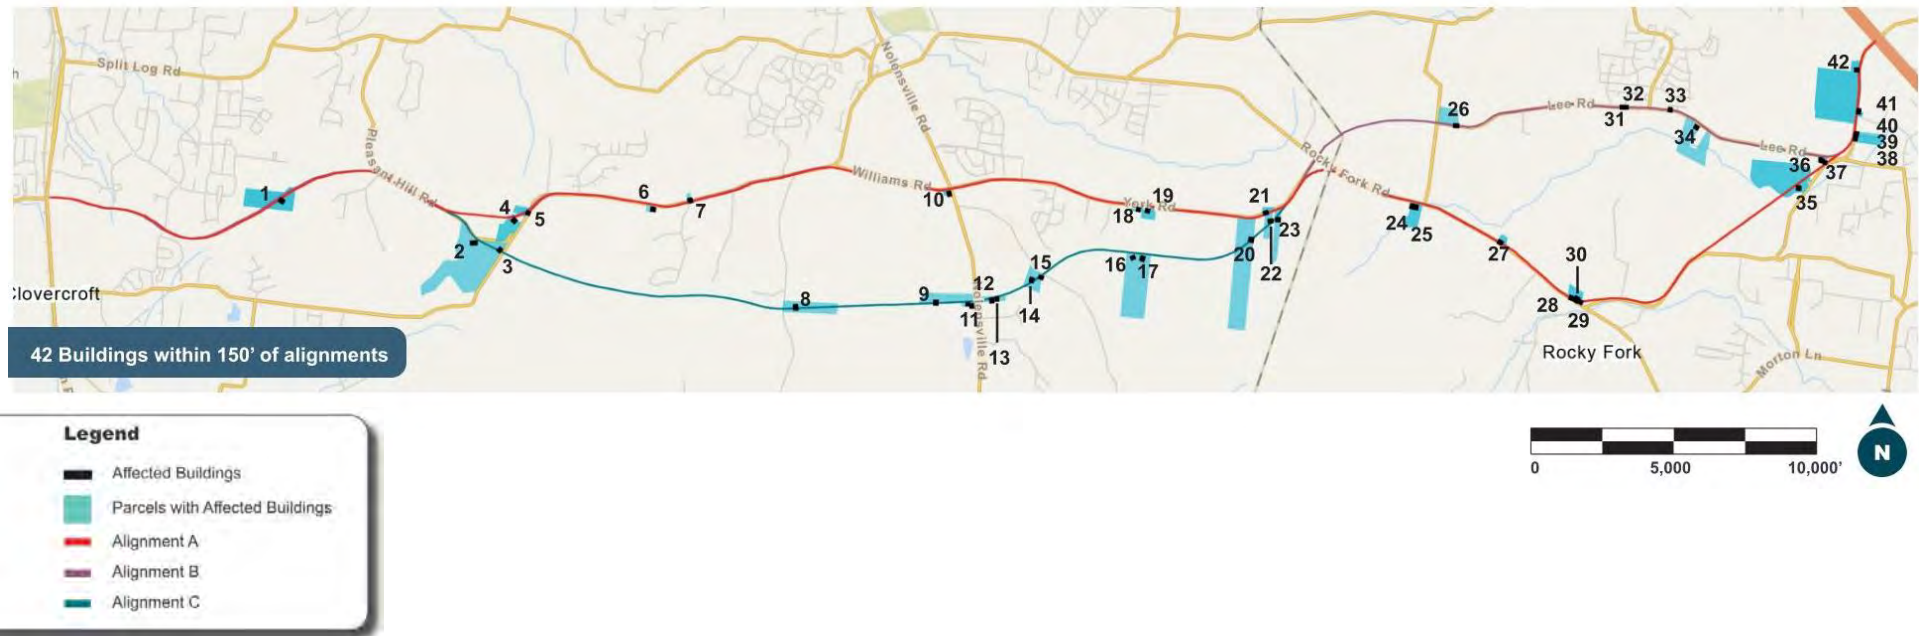 Split Log Rd
Pleasant Hill Rd
Nolensville Rd
Williams Rd
York Rd
Rocky Fork Rd
Lee Rd
Lee Rd
Nolensville Rd
Morton Ln
1
2
3
4
5
6
7
8
9
10
11
12
13
14
15
16
17
18
19
20
21
22
23
24
25
26
27
28
29
30
31
32
33
34
35
36
37
38
39
40
41
42
Clovercroft
Rocky Fork
42 Buildings within 150' of alignments
Legend
Affected Buildings
Parcels with Affected Buildings
Alignment A
Alignment B
Alignment C
0 5,000 10,000'
N